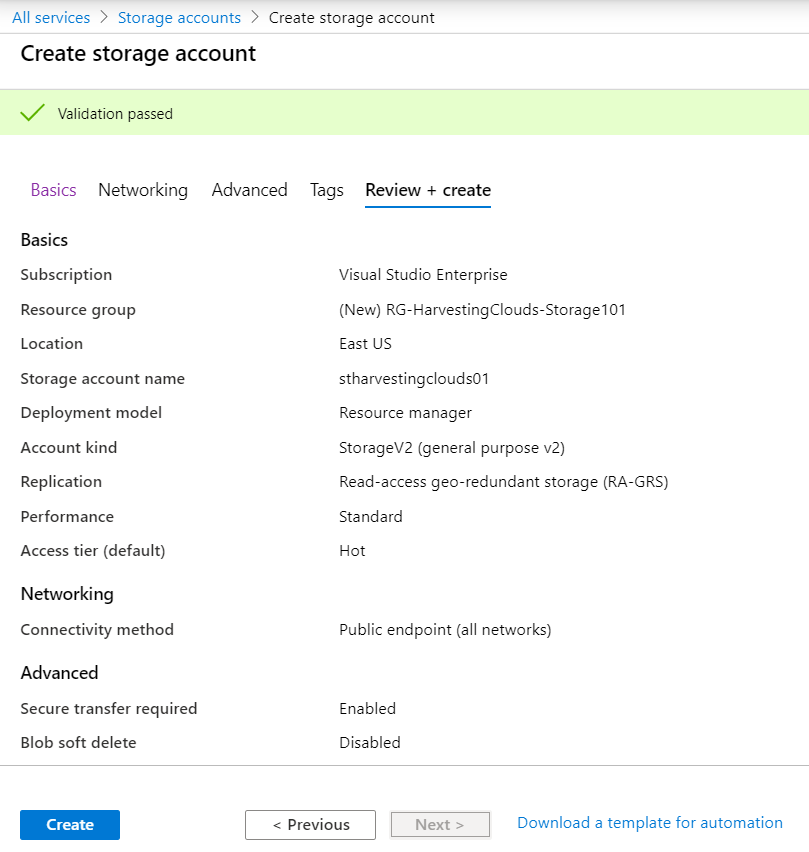 All services > Storage accounts > Create storage account
Create storage account
Validation passed
Basics Networking Advanced Tags Review + create
Basics
Subscription Visual Studio Enterprise
Resource group (New) RG-HarvestingClouds-Storage101
Location East US
Storage account name stharvestingclouds01
Deployment model Resource manager
Account kind StorageV2 (general purpose v2)
Replication Read-access geo-redundant storage (RA-GRS)
Performance Standard
Access tier (default) Hot
Networking
Connectivity method Public endpoint (all networks)
Advanced
Secure transfer required Enabled
Blob soft delete Disabled
Create < Previous Next > Download a template for automation